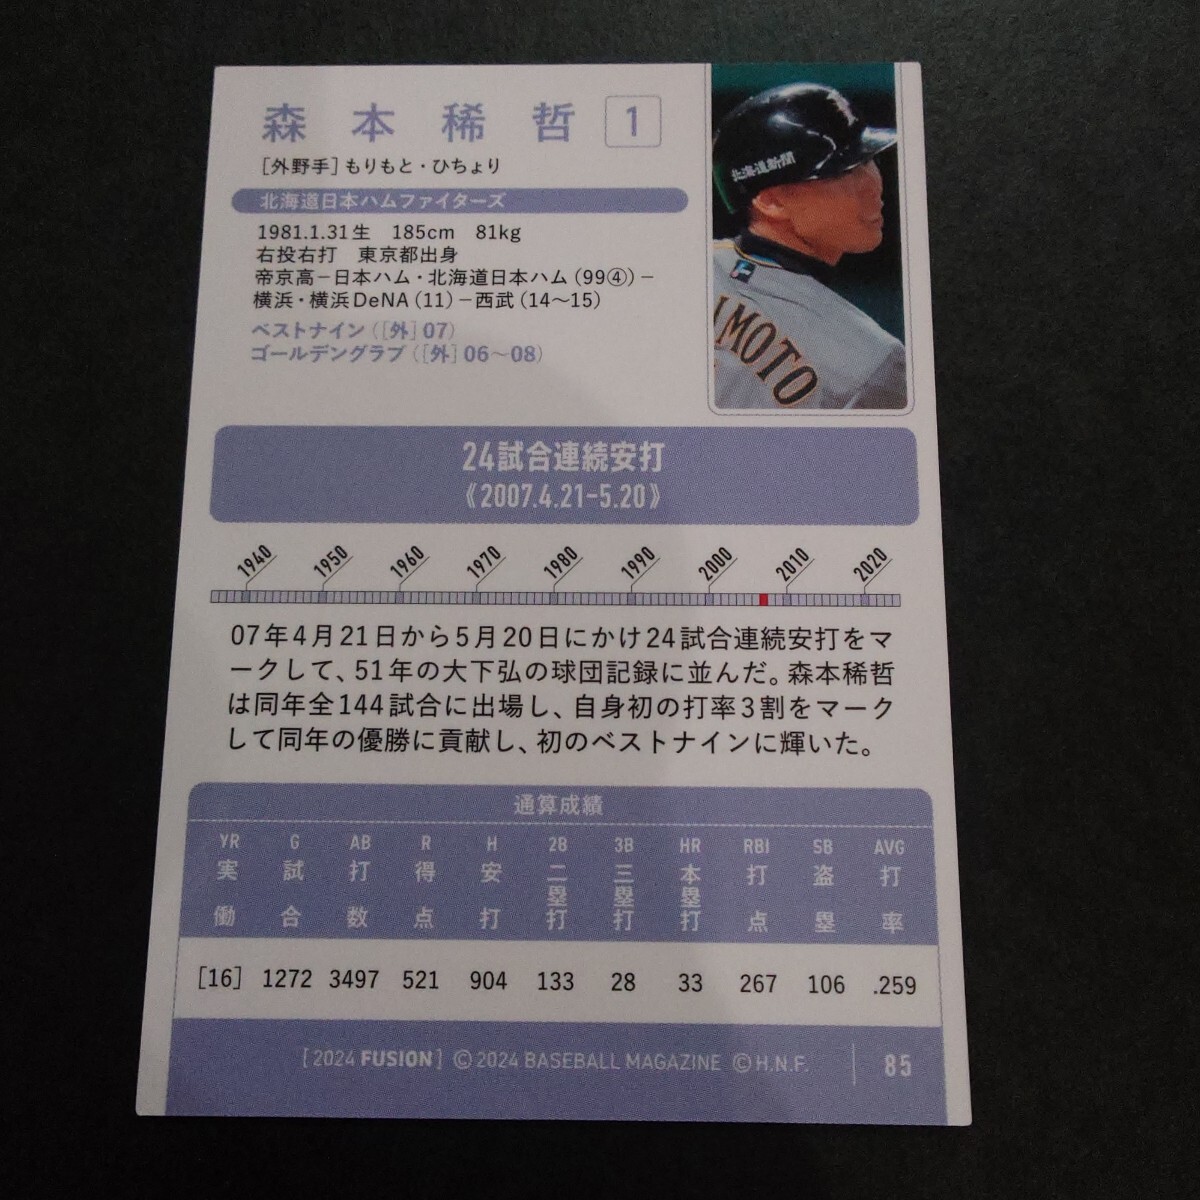 森本稀哲 1
[外野手]もりもと・ひちょり
北海道日本ハムファイターズ
1981.1.31生 185cm 81kg
右投右打 東京都出身
帝京高－日本ハム・北海道日本ハム(99④)－
横浜・横浜DeNA(11)－西武(14〜15)
ベストナイン([外]07)
ゴールデングラブ([外]06〜08)
北海道新聞
IMOTO
24試合連続安打
《2007.4.21-5.20》
1940 1950 1960 1970 1980 1990 2000 2010 2020
07年4月21日から5月20日にかけ24試合連続安打をマ
ークして、51年の大下弘の球団記録に並んだ。森本稀哲
は同年全144試合に出場し、自身初の打率3割をマーク
して同年の優勝に貢献し、初のベストナインに輝いた。
通算成績
YR G AB R H 2B 3B HR RBI SB AVG
実働 試合 打数 得点 安打 二塁打 三塁打 本塁打 打点 盗塁 打率
[16] 1272 3497 521 904 133 28 33 267 106 .259
[2024 FUSION] ©2024 BASEBALL MAGAZINE ©H.N.F. 85